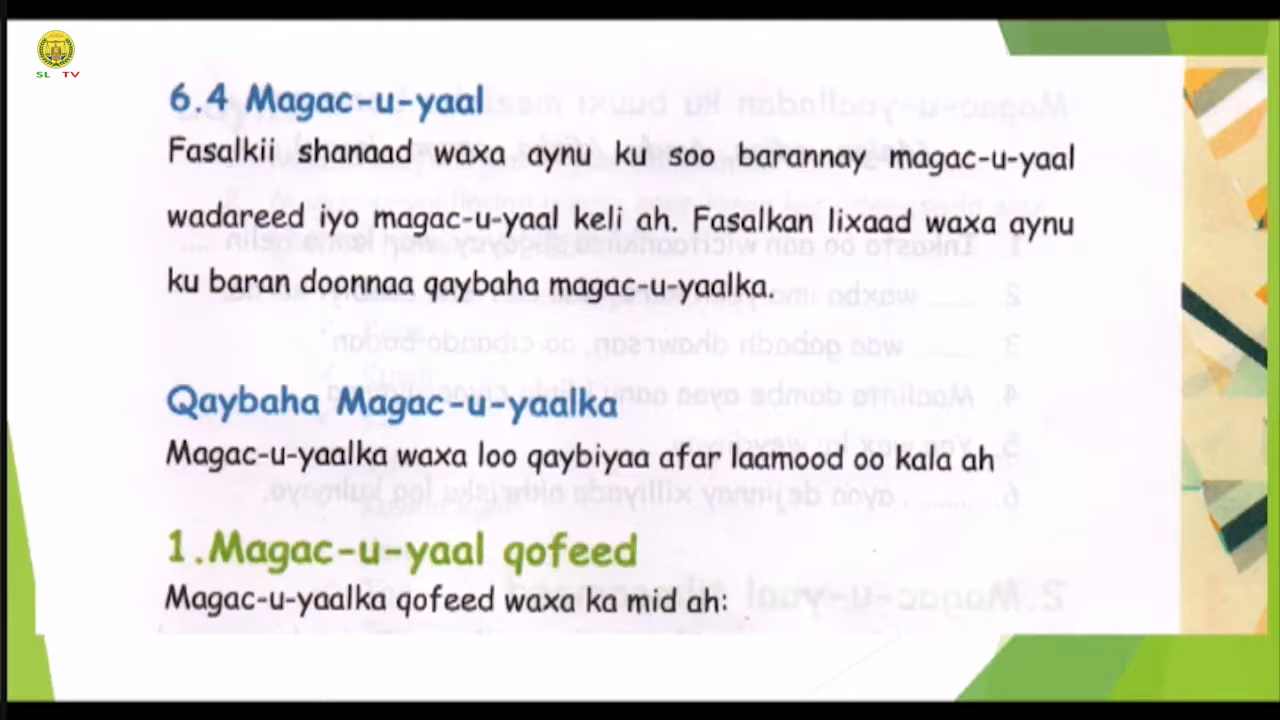 SL TV
6.4 Magac-u-yaal
Fasalkii shanaad waxa aynu ku soo barannay magac-u-yaal
wadareed iyo magac-u-yaal keli ah. Fasalkan lixaad waxa aynu
ku baran doonnaa qaybaha magac-u-yaalka.
Qaybaha Magac-u-yaalka
Magac-u-yaalka waxa loo qaybiyaa afar laamood oo kala ah
1.Magac-u-yaal qofeed
Magac-u-yaalka qofeed waxa ka mid ah: